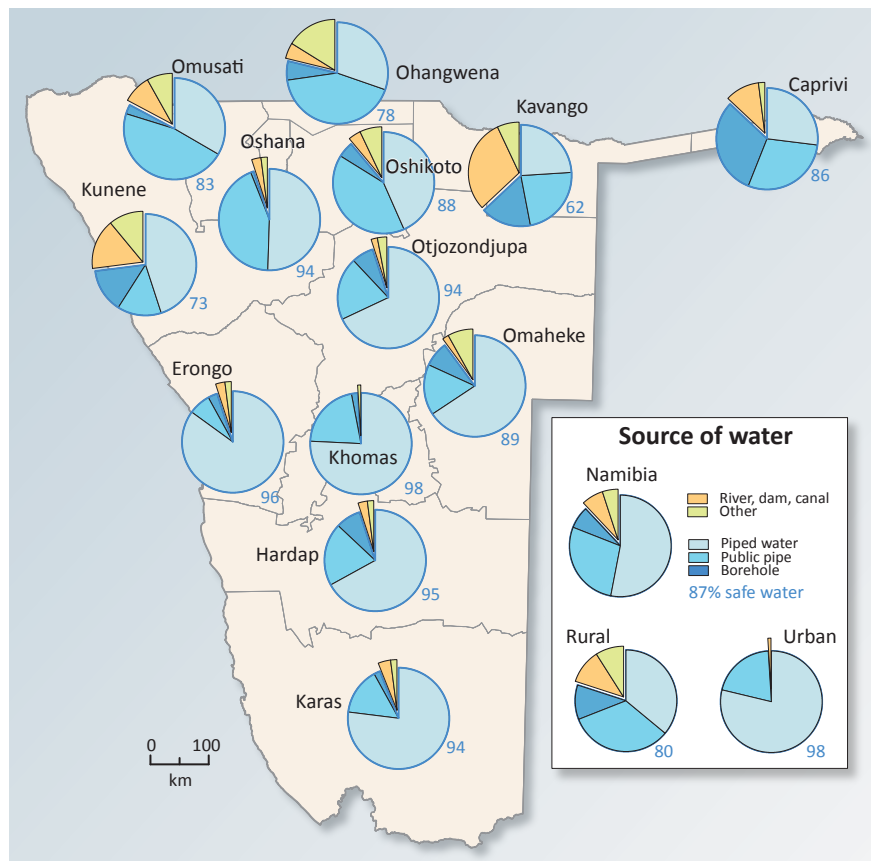 Omusati
Ohangwena
Caprivi
78
Kavango
Oshana
Oshikoto
83
86
Kunene
88
62
Otjozondjupa
94
73
94
Omaheke
Erongo
89
Khomas
96
98
Hardap
95
Karas
94
0 100
km
Source of water
Namibia
River, dam, canal
Other
Piped water
Public pipe
Borehole
87% safe water
Rural
Urban
80
98